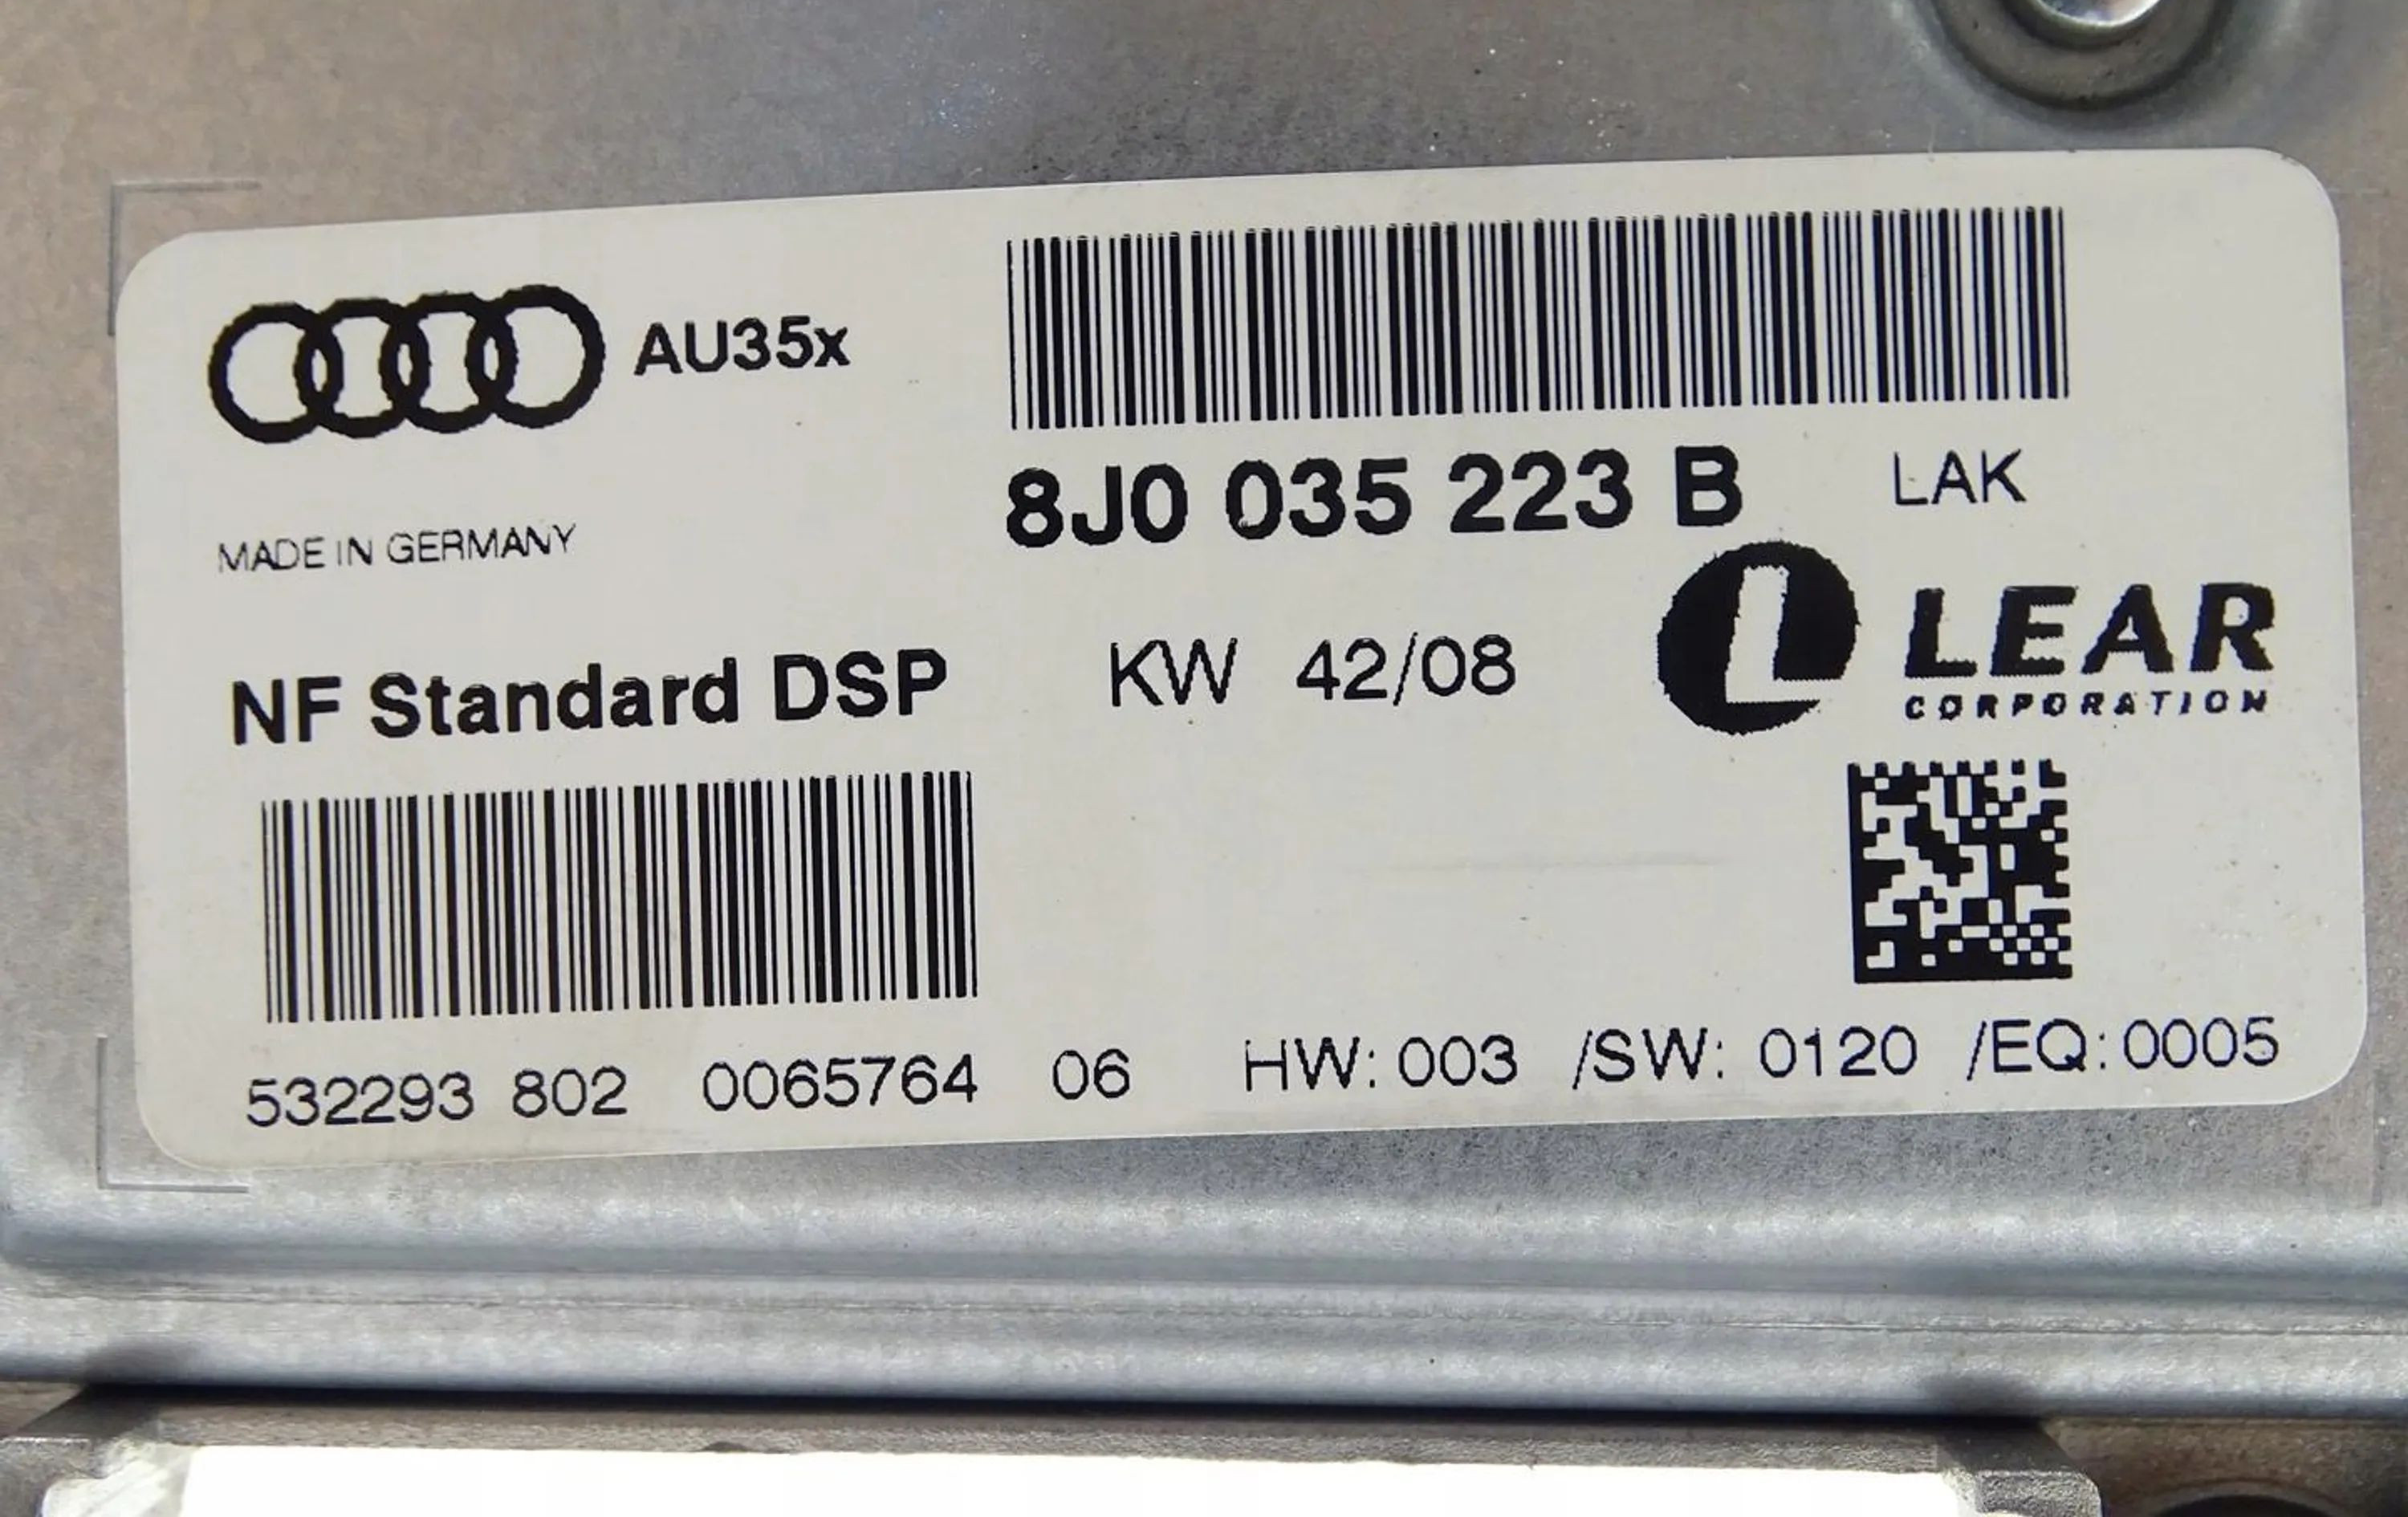 AU35x
8J0 035 223 B LAK
MADE IN GERMANY
LEAR
CORPORATION
NF Standard DSP KW 42/08
532293 802 0065764 06 HW: 003 /SW: 0120 /EQ:0005